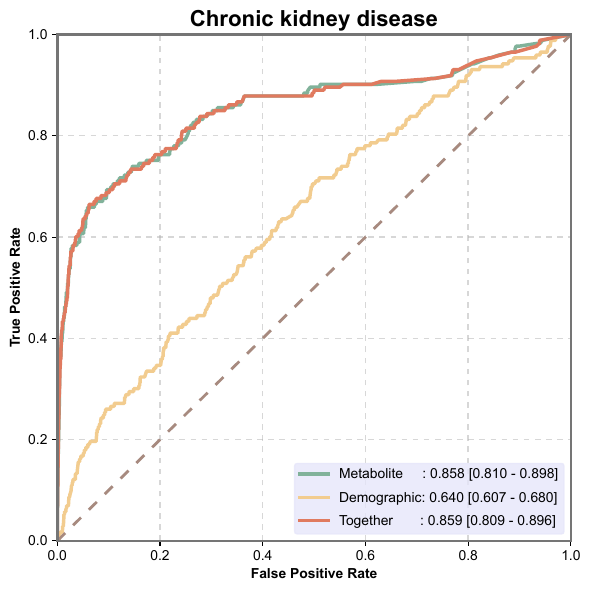 Chronic kidney disease
1.0
0.8
0.6
0.4
0.2
0.0
True Positive Rate
Metabolite : 0.858 [0.810 - 0.898]
Demographic: 0.640 [0.607 - 0.680]
Together : 0.859 [0.809 - 0.896]
0.0 0.2 0.4 0.6 0.8 1.0
False Positive Rate